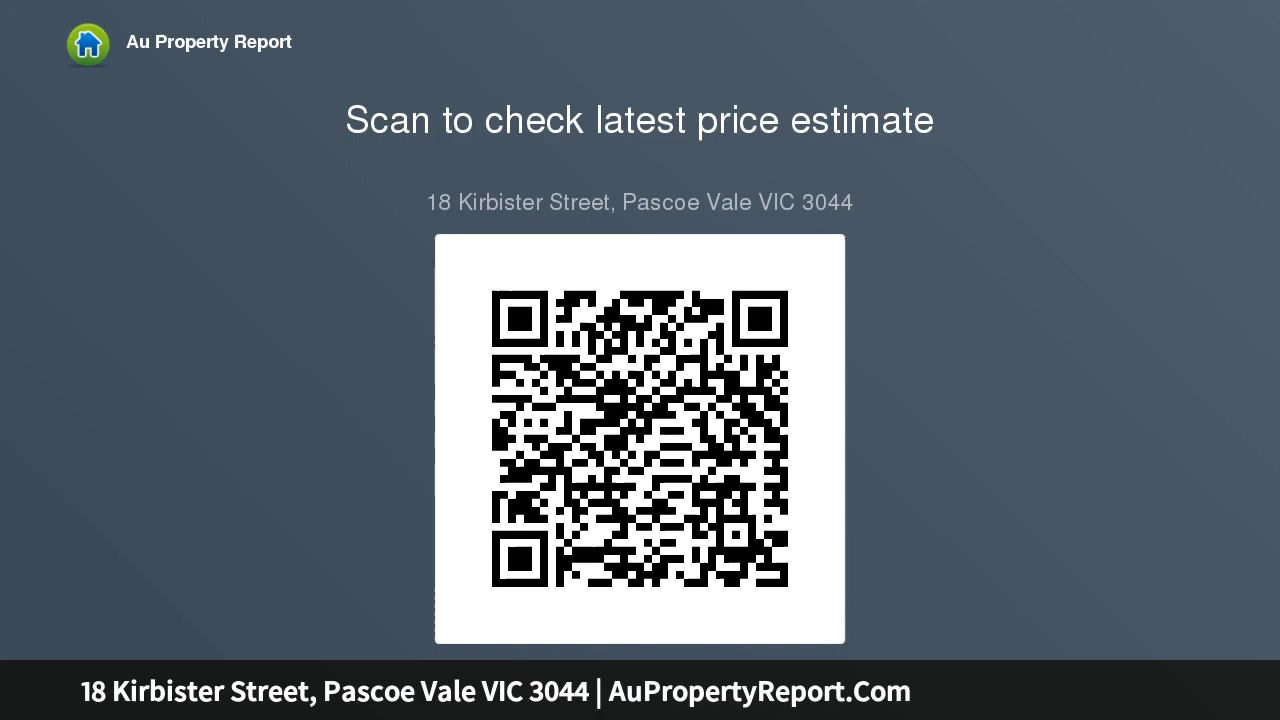 Au Property Report
Scan to check latest price estimate
18 Kirbister Street, Pascoe Vale VIC 3044
18 Kirbister Street, Pascoe Vale VIC 3044 | AuPropertyReport.Com